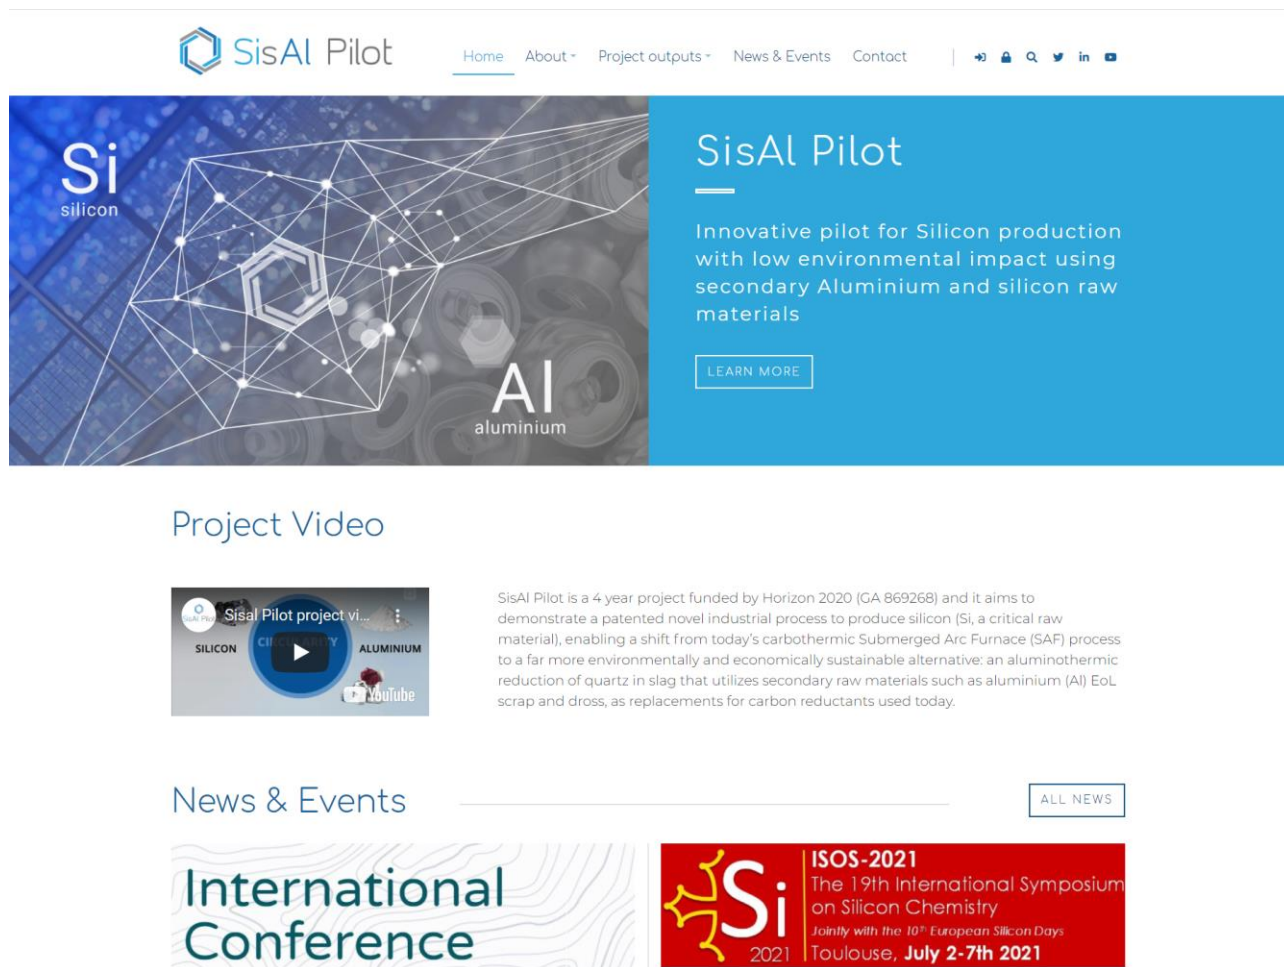 SisAl Pilot
Home About Project outputs News & Events Contact
Si
silicon
Al
aluminium
SisAl Pilot
Innovative pilot for Silicon production
with low environmental impact using
secondary Aluminium and silicon raw
materials
LEARN MORE
Project Video
Sisal Pilot project vi...
SILICON
CIRCULARITY
ALUMINIUM
YouTube
SisAl Pilot is a 4 year project funded by Horizon 2020 (GA 869268) and it aims to
demonstrate a patented novel industrial process to produce silicon (Si, a critical raw
material), enabling a shift from today's carbothermic Submerged Arc Furnace (SAF) process
to a far more environmentally and economically sustainable alternative: an aluminothermic
reduction of quartz in slag that utilizes secondary raw materials such as aluminium (Al) EoL
scrap and dross, as replacements for carbon reductants used today.
News & Events
ALL NEWS
International
Conference
Si
2021
ISOS-2021
The 19th International Symposium
on Silicon Chemistry
Jointly with the 10th European Silicon Days
Toulouse, July 2-7th 2021